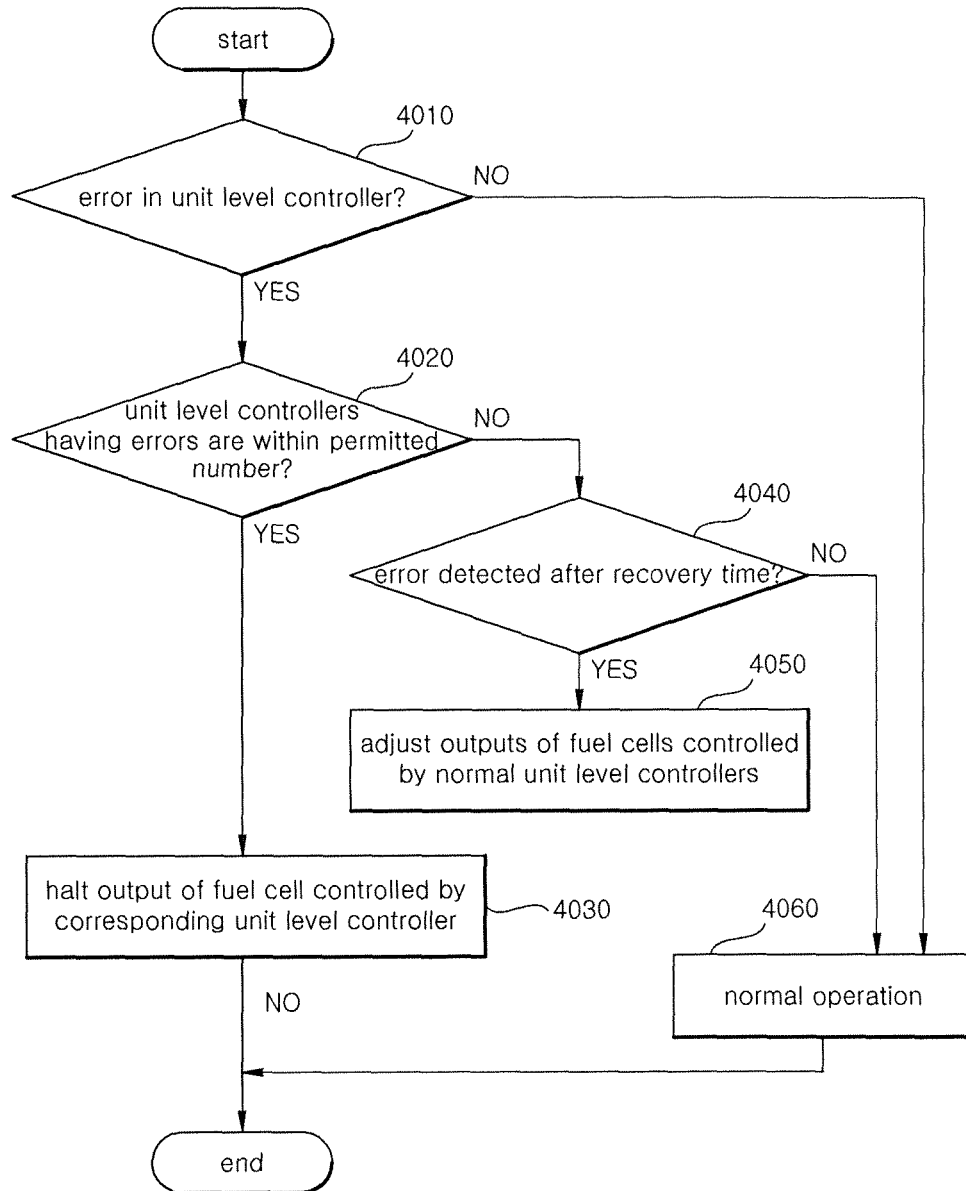 start
4010
error in unit level controller?
NO
YES
4020
unit level controllers
having errors are within permitted
number?
NO
YES
4040
error detected after recovery time?
NO
YES
4050
adjust outputs of fuel cells controlled
by normal unit level controllers
halt output of fuel cell controlled by
corresponding unit level controller
4030
4060
normal operation
NO
end